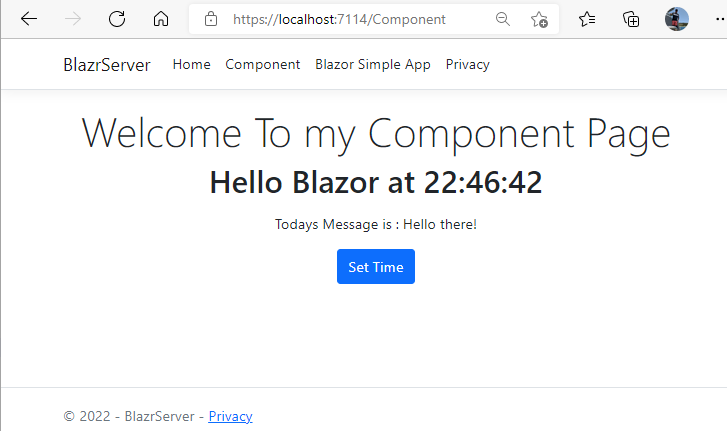 https://localhost:7114/Component
BlazrServer Home Component Blazor Simple App Privacy
Welcome To my Component Page
Hello Blazor at 22:46:42
Todays Message is : Hello there!
Set Time
© 2022 - BlazrServer - Privacy